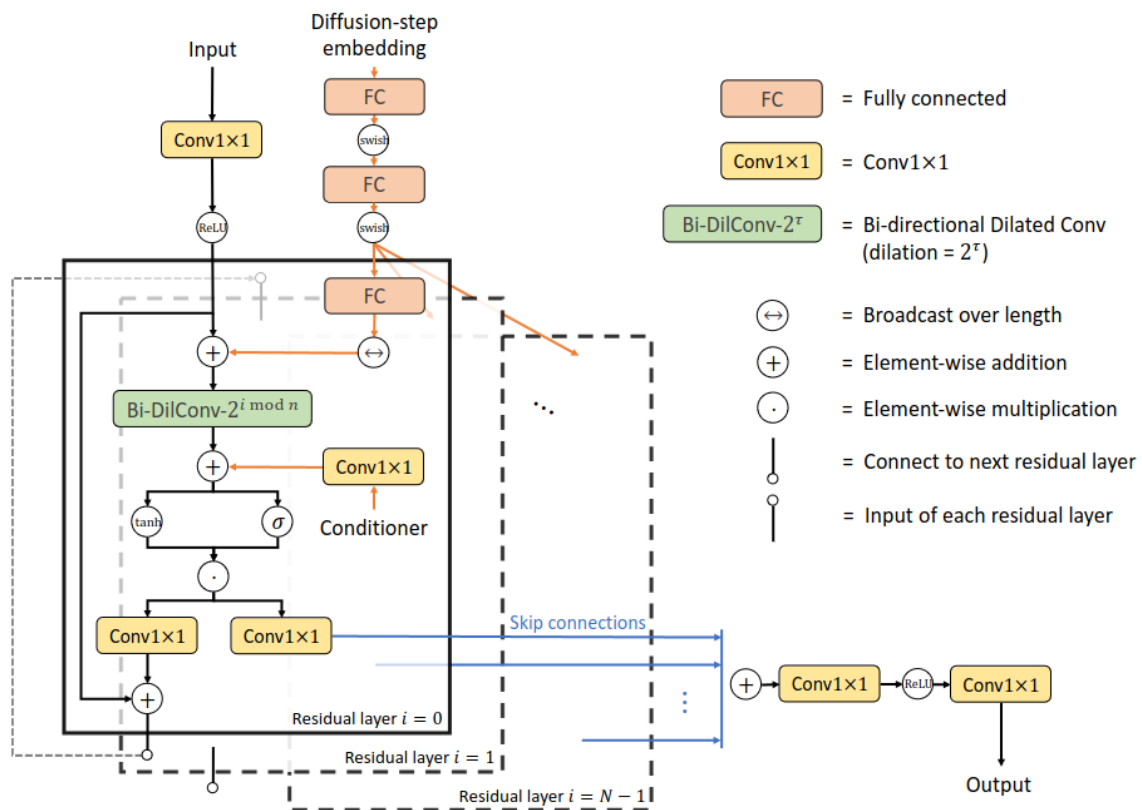 Input
Diffusion-step
embedding
FC
swish
FC
swish
Conv1×1
ReLU
FC
↔
+
Bi-DilConv-2^{i mod n}
+
Conv1×1
Conditioner
tanh
σ
·
Conv1×1
Conv1×1
+
Residual layer i = 0
Residual layer i = 1
Residual layer i = N − 1
...
Skip connections
⋮
+
Conv1×1
ReLU
Conv1×1
Output
FC = Fully connected
Conv1×1 = Conv1×1
Bi-DilConv-2^τ = Bi-directional Dilated Conv
(dilation = 2^τ)
↔ = Broadcast over length
+ = Element-wise addition
· = Element-wise multiplication
= Connect to next residual layer
= Input of each residual layer